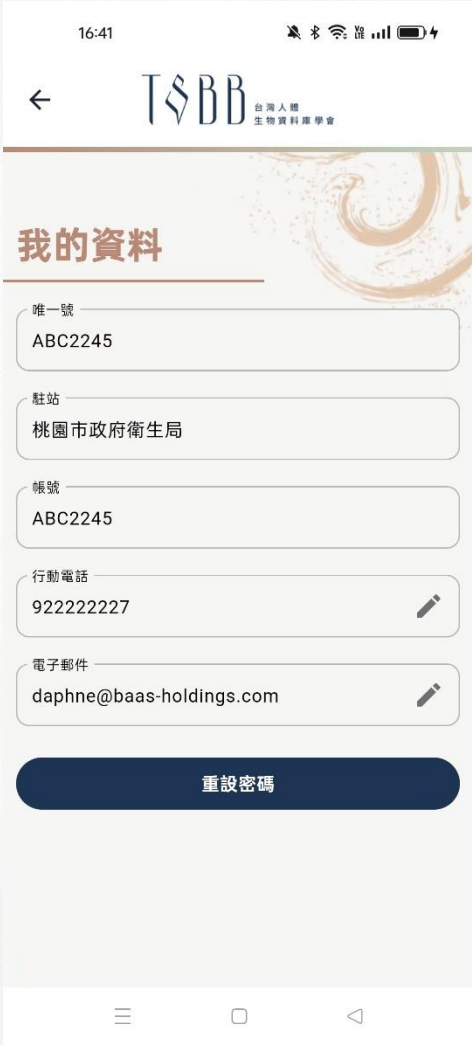 16:41
TSBB
台灣人體
生物資料庫學會
我的資料
唯一號
ABC2245
駐站
桃園市政府衛生局
帳號
ABC2245
行動電話
922222227
電子郵件
daphne@baas-holdings.com
重設密碼